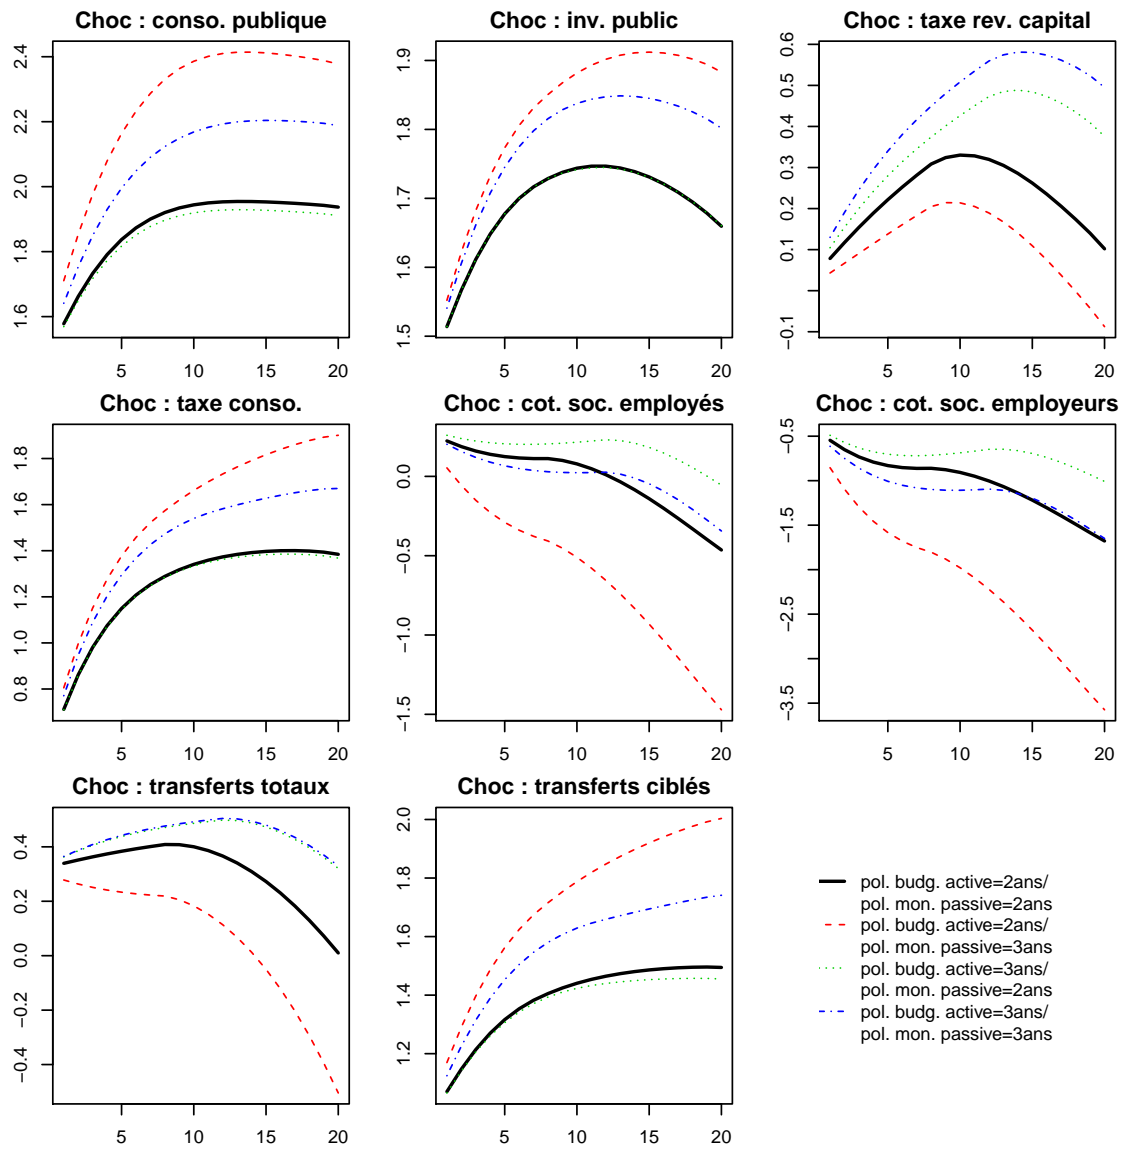 Choc : conso. publique
2.4
2.2
2.0
1.8
1.6
5 10 15 20
Choc : inv. public
1.9
1.8
1.7
1.6
1.5
5 10 15 20
Choc : taxe rev. capital
0.6
0.5
0.3
0.2
0.1
−0.1
5 10 15 20
Choc : taxe conso.
1.8
1.6
1.4
1.2
1.0
0.8
5 10 15 20
Choc : cot. soc. employés
0.0
−0.5
−1.0
−1.5
5 10 15 20
Choc : cot. soc. employeurs
−0.5
−1.5
−2.5
−3.5
5 10 15 20
Choc : transferts totaux
0.4
0.2
0.0
−0.2
−0.4
5 10 15 20
Choc : transferts ciblés
2.0
1.8
1.6
1.4
1.2
5 10 15 20
pol. budg. active=2ans/
pol. mon. passive=2ans
pol. budg. active=2ans/
pol. mon. passive=3ans
pol. budg. active=3ans/
pol. mon. passive=2ans
pol. budg. active=3ans/
pol. mon. passive=3ans